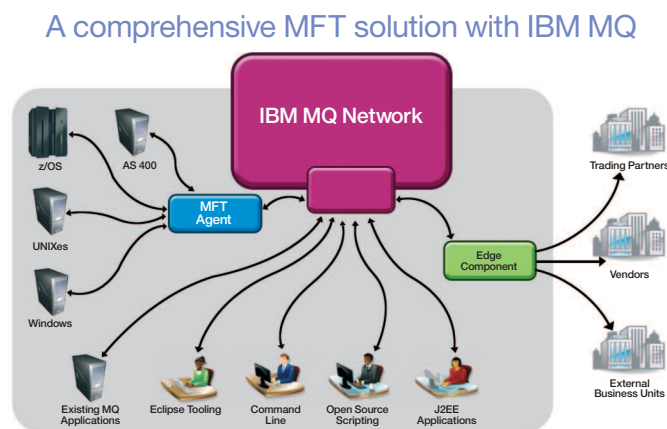 A comprehensive MFT solution with IBM MQ
IBM MQ Network
z/OS
AS 400
Trading Partners
MFT
Agent
UNIXes
Edge
Component
Vendors
Windows
Existing MQ
Applications
Eclipse Tooling
Command
Line
Open Source
Scripting
J2EE
Applications
External
Business Units